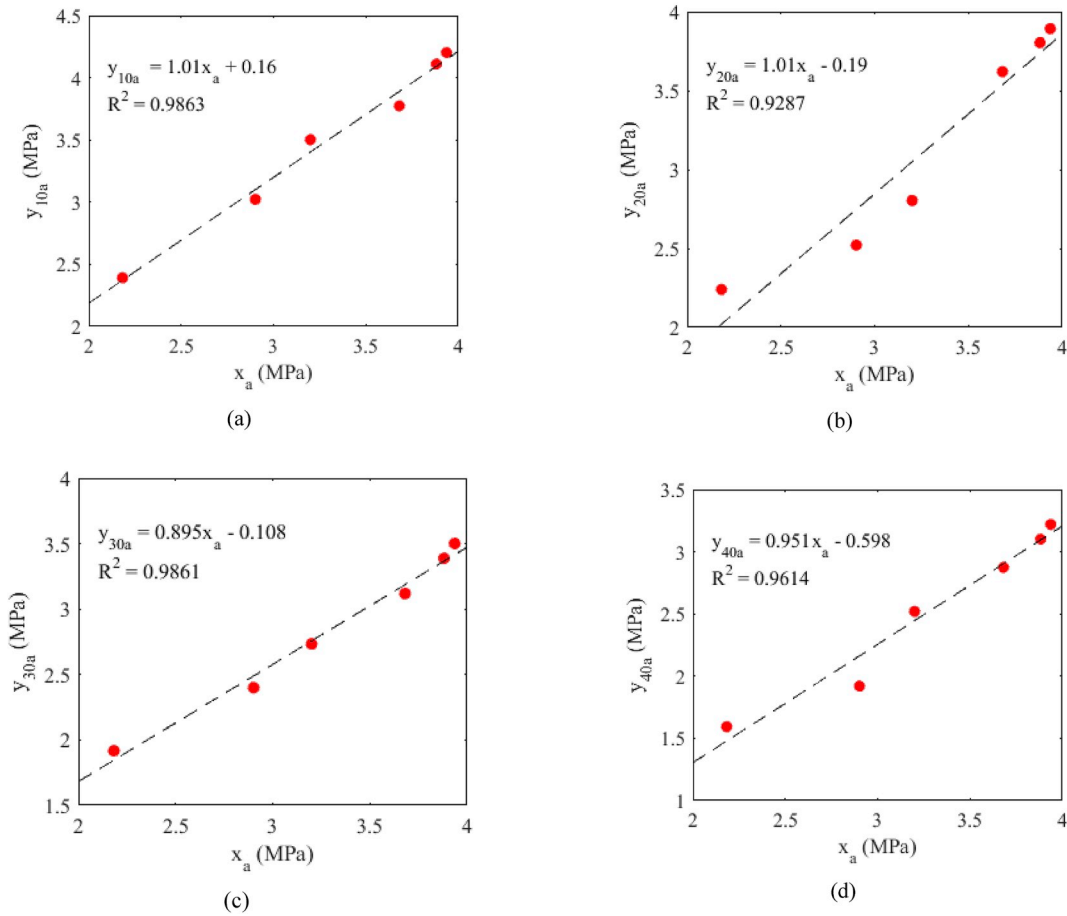 4.5
4
3.5
3
2.5
2
2 2.5 3 3.5 4
y10a = 1.01xa + 0.16
R2 = 0.9863
y10a (MPa)
xa (MPa)
(a)
4
3.5
3
2.5
2
2 2.5 3 3.5 4
y20a = 1.01xa - 0.19
R2 = 0.9287
y20a (MPa)
xa (MPa)
(b)
4
3.5
3
2.5
2
1.5
2 2.5 3 3.5 4
y30a = 0.895xa - 0.108
R2 = 0.9861
y30a (MPa)
xa (MPa)
(c)
3.5
3
2.5
2
1.5
1
2 2.5 3 3.5 4
y40a = 0.951xa - 0.598
R2 = 0.9614
y40a (MPa)
xa (MPa)
(d)